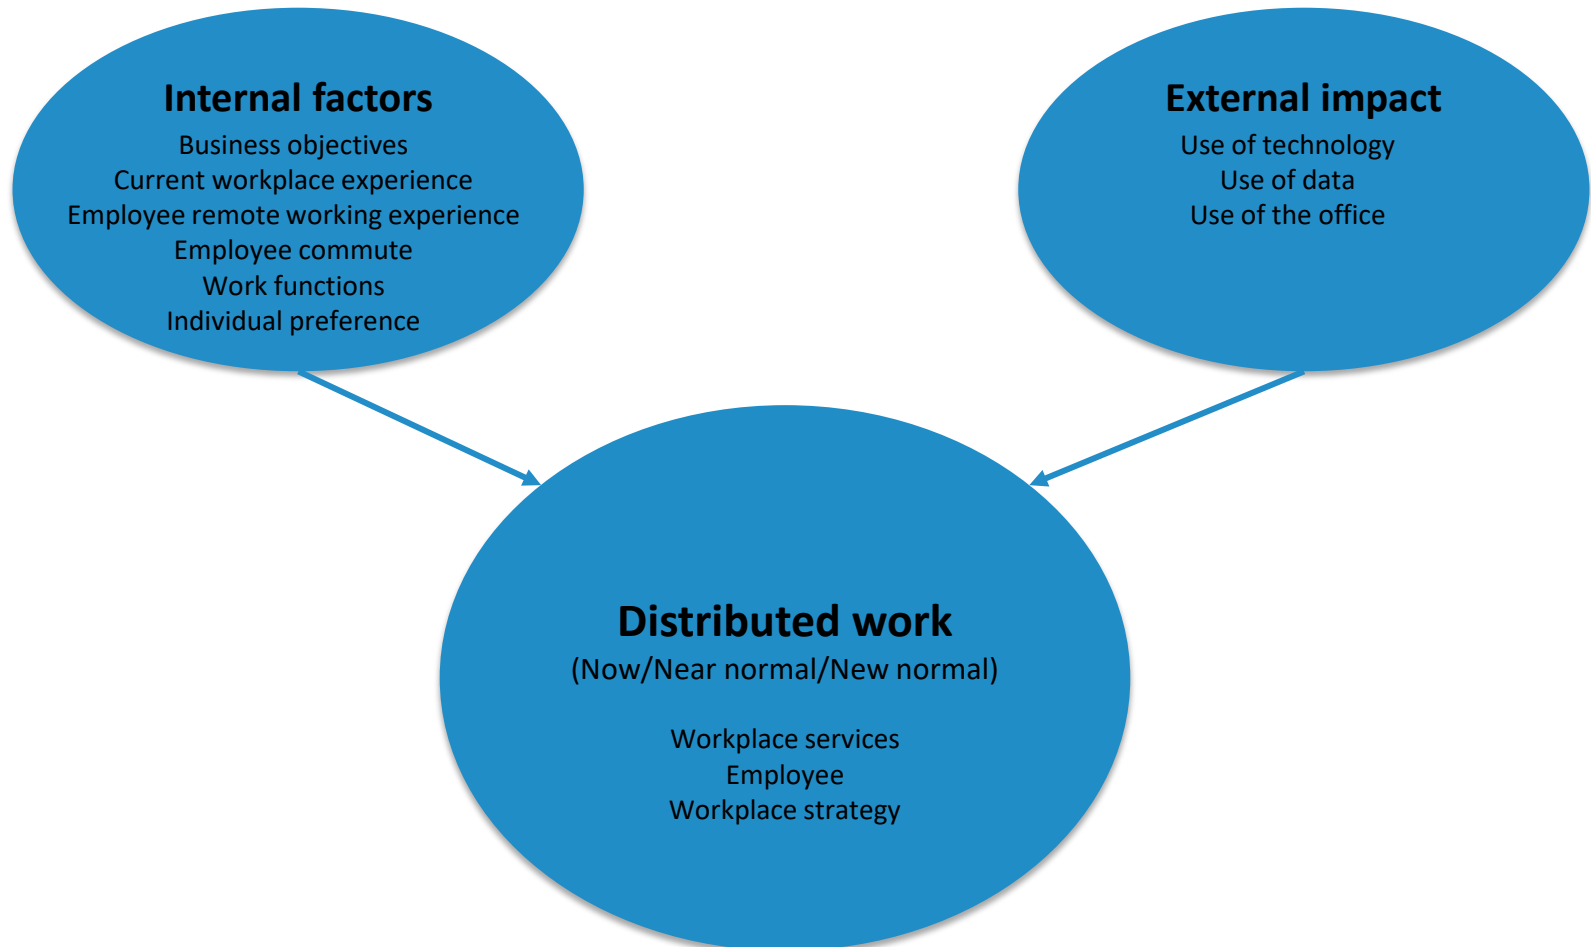 Internal factors
Business objectives
Current workplace experience
Employee remote working experience
Employee commute
Work functions
Individual preference
External impact
Use of technology
Use of data
Use of the office
Distributed work
(Now/Near normal/New normal)
Workplace services
Employee
Workplace strategy